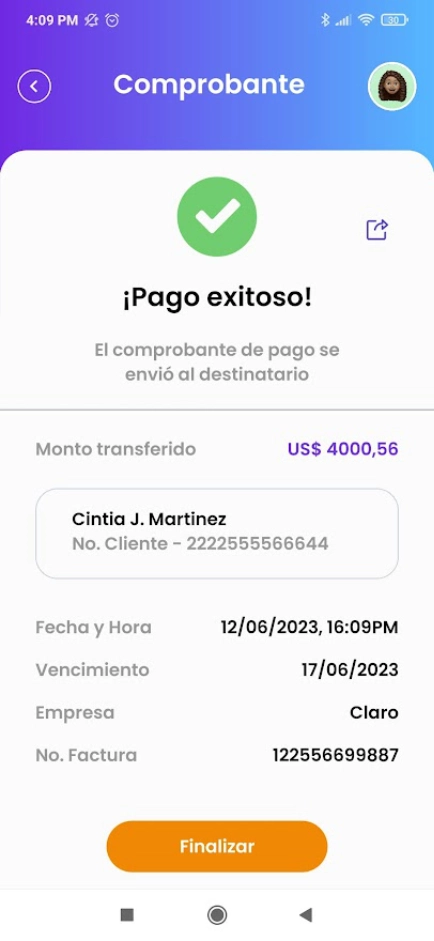 4:09 PM
30
Comprobante
¡Pago exitoso!
El comprobante de pago se
envió al destinatario
Monto transferido US$ 4000,56
Cintia J. Martinez
No. Cliente - 2222555566644
Fecha y Hora 12/06/2023, 16:09PM
Vencimiento 17/06/2023
Empresa Claro
No. Factura 122556699887
Finalizar